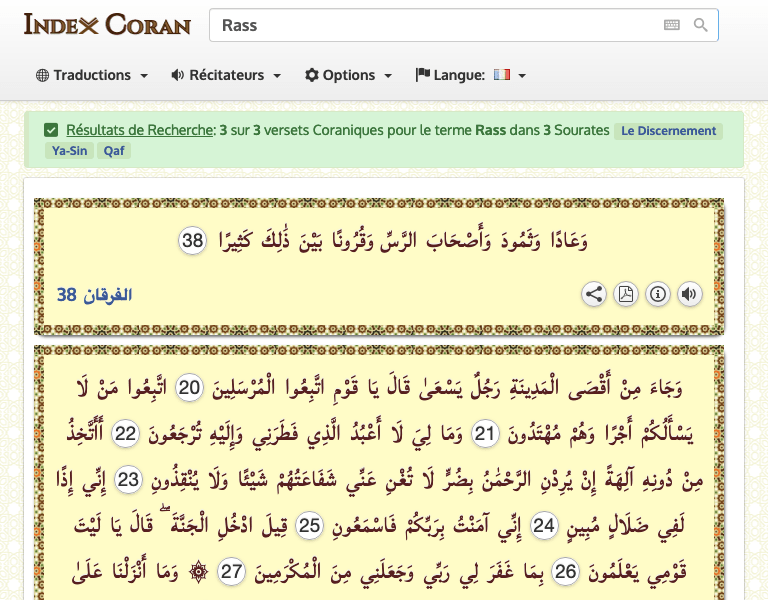 INDEX CORAN
Rass
Traductions Récitateurs Options Langue:
Résultats de Recherche: 3 sur 3 versets Coraniques pour le terme Rass dans 3 Sourates Le Discernement
Ya-Sin Qaf
وَعَادًا وَثَمُودَ وَأَصْحَابَ الرَّسِّ وَقُرُونًا بَيْنَ ذَٰلِكَ كَثِيرًا 38
الفرقان 38
وَجَاءَ مِنْ أَقْصَى الْمَدِينَةِ رَجُلٌ يَسْعَىٰ قَالَ يَا قَوْمِ اتَّبِعُوا الْمُرْسَلِينَ 20 اتَّبِعُوا مَنْ لَا
يَسْأَلُكُمْ أَجْرًا وَهُمْ مُهْتَدُونَ 21 وَمَا لِيَ لَا أَعْبُدُ الَّذِي فَطَرَنِي وَإِلَيْهِ تُرْجَعُونَ 22 أَأَتَّخِذُ
مِنْ دُونِهِ آلِهَةً إِنْ يُرِدْنِ الرَّحْمَٰنُ بِضُرٍّ لَا تُغْنِ عَنِّي شَفَاعَتُهُمْ شَيْئًا وَلَا يُنْقِذُونِ 23 إِنِّي إِذًا
لَفِي ضَلَالٍ مُبِينٍ 24 إِنِّي آمَنْتُ بِرَبِّكُمْ فَاسْمَعُونِ 25 قِيلَ ادْخُلِ الْجَنَّةَ ۖ قَالَ يَا لَيْتَ
قَوْمِي يَعْلَمُونَ 26 بِمَا غَفَرَ لِي رَبِّي وَجَعَلَنِي مِنَ الْمُكْرَمِينَ 27 ۞ وَمَا أَنْزَلْنَا عَلَىٰ